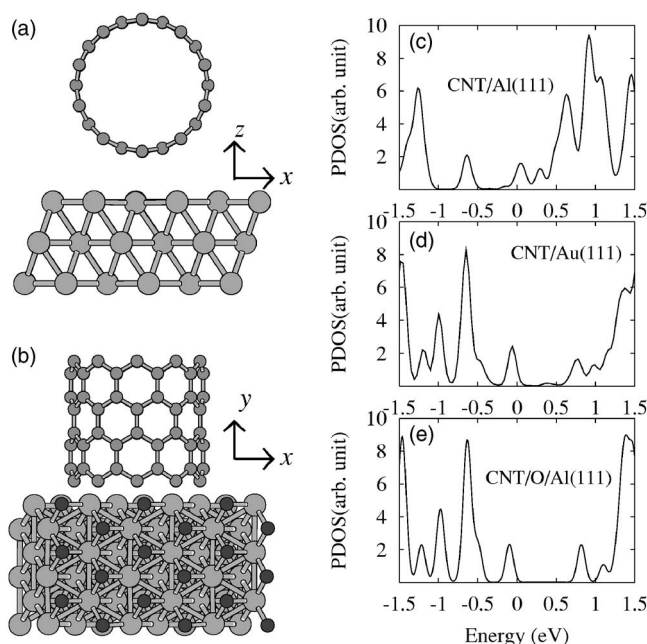 (a)
z
x
(b)
y
x
(c)
CNT/Al(111)
PDOS(arb. unit)
10
8
6
4
2
-1.5 -1 -0.5 0 0.5 1 1.5
(d)
CNT/Au(111)
PDOS(arb. unit)
10
8
6
4
2
-1.5 -1 -0.5 0 0.5 1 1.5
(e)
CNT/O/Al(111)
PDOS(arb. unit)
10
8
6
4
2
-1.5 -1 -0.5 0 0.5 1 1.5
Energy (eV)